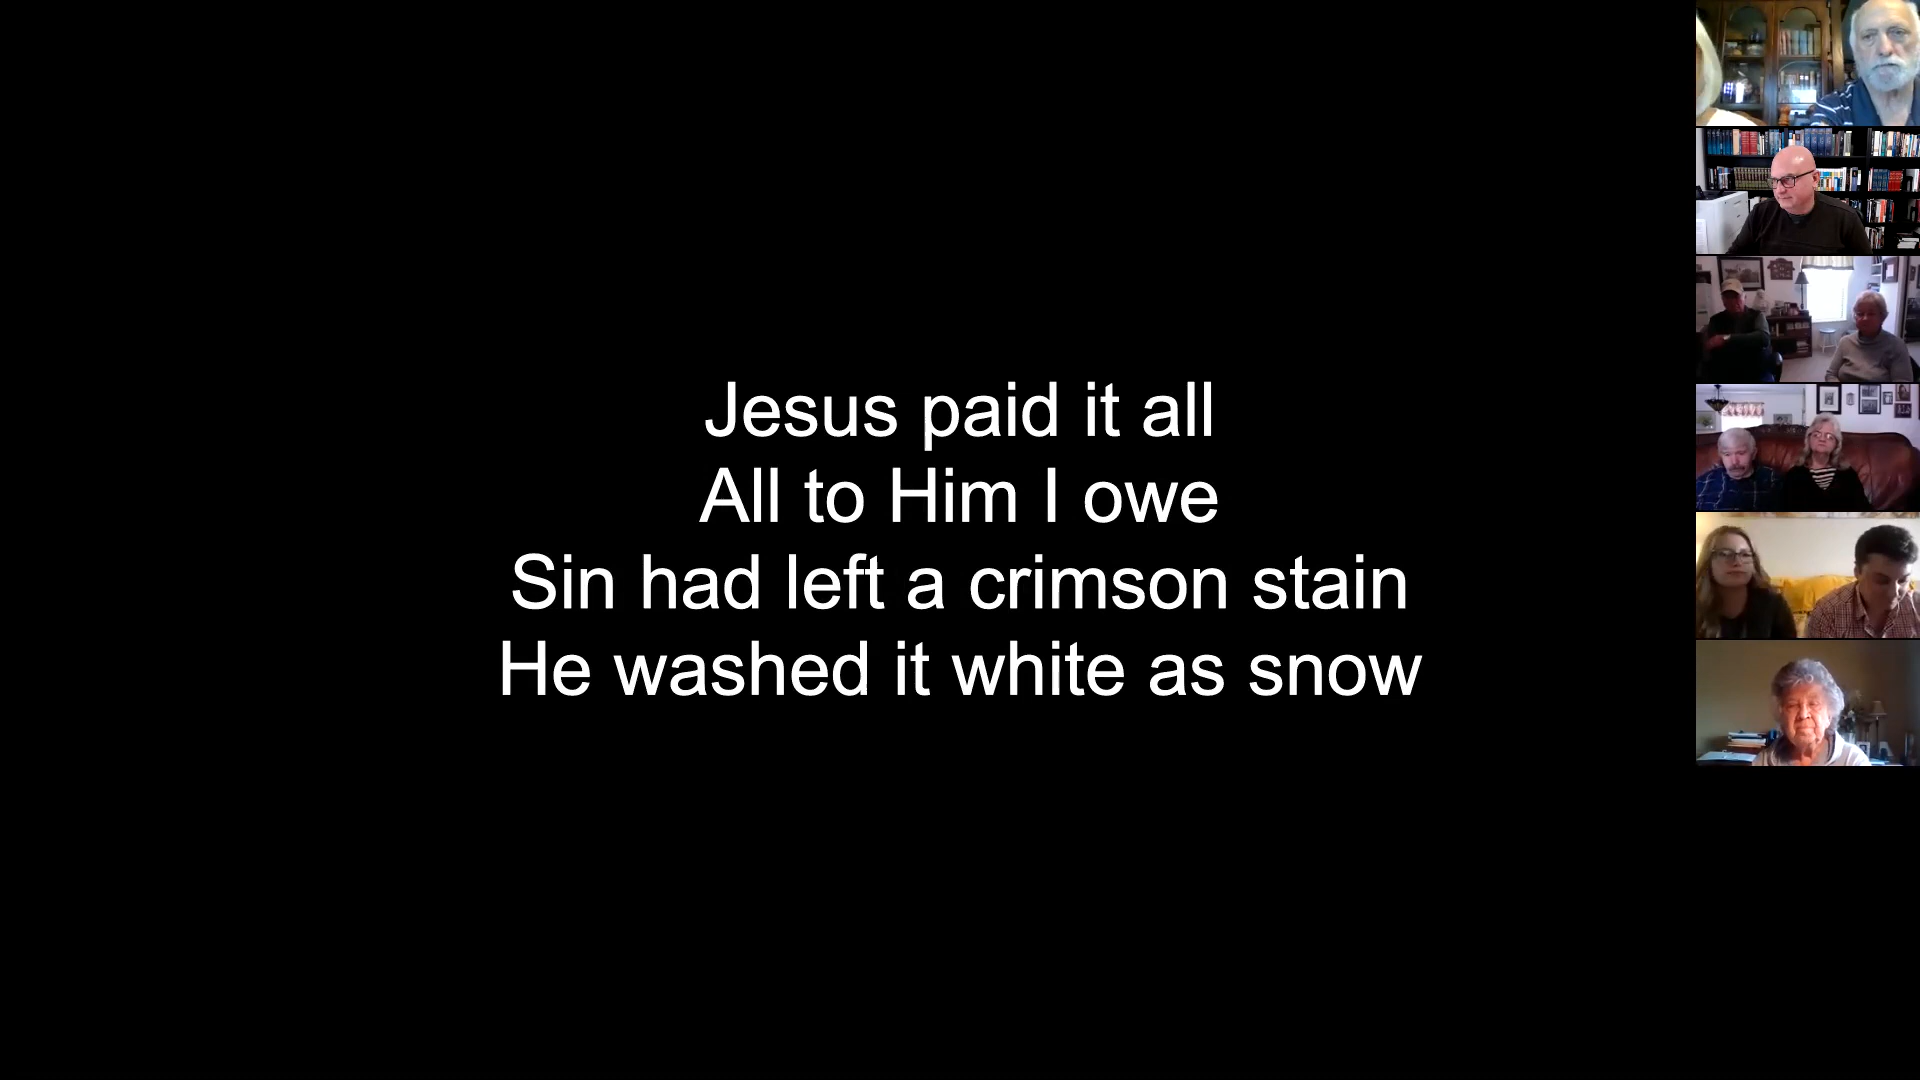 Jesus paid it all
All to Him I owe
Sin had left a crimson stain
He washed it white as snow